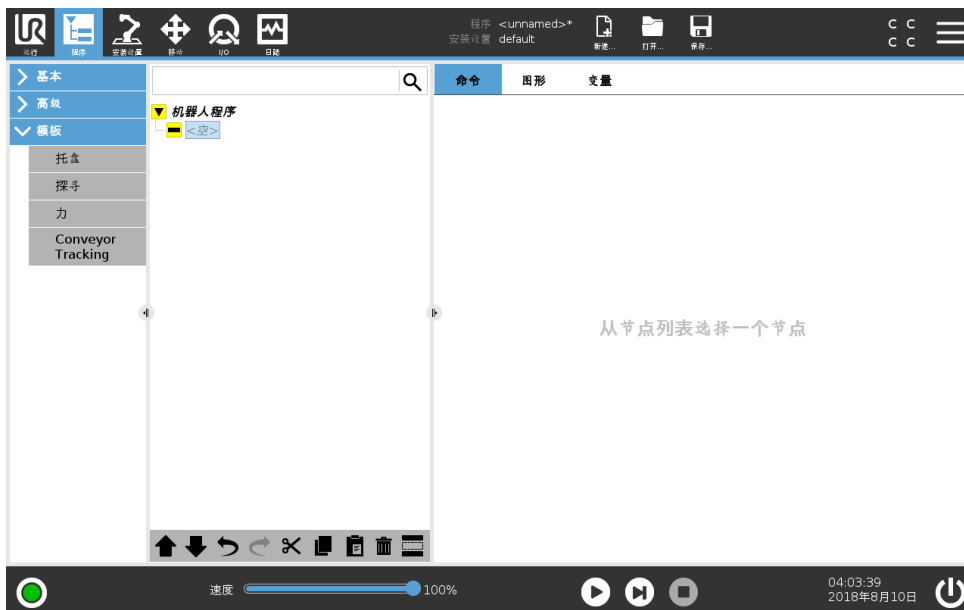 UR
运行
程序
安装设置
移动
I/O
日志
程序 <unnamed>*
安装设置 default
新建...
打开...
保存...
C C
C C
基本
高级
模板
托盘
探寻
力
Conveyor
Tracking
机器人程序
<空>
命令 图形 变量
从节点列表选择一个节点
速度 100%
04:03:39
2018年8月10日